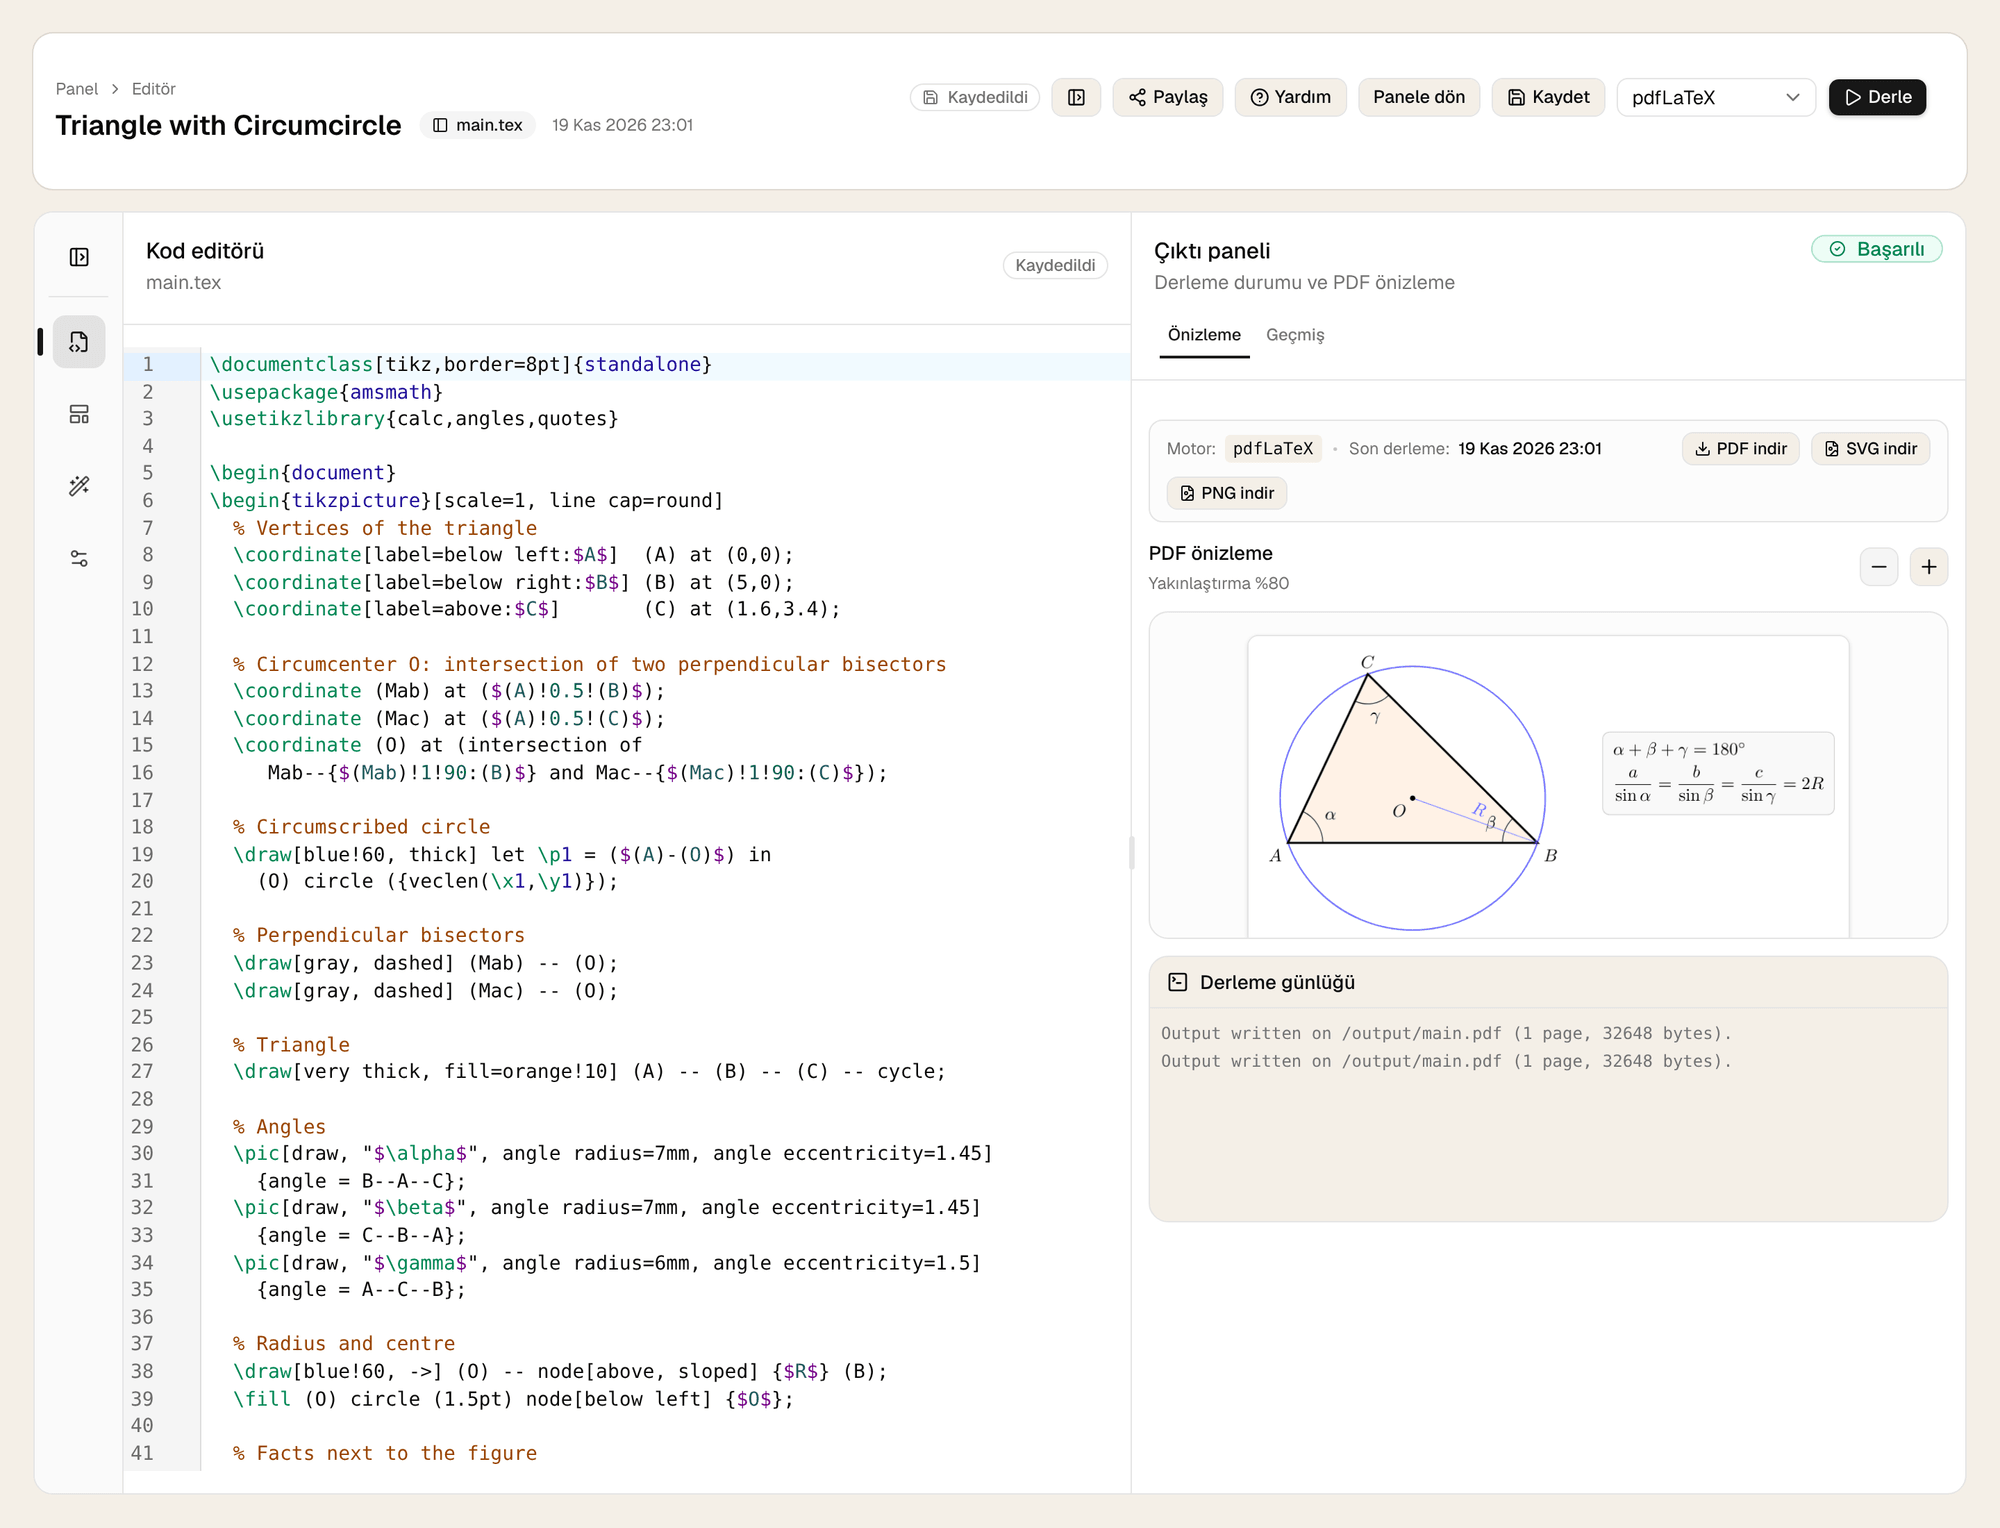 Panel > Editör
Triangle with Circumcircle main.tex 19 Kas 2026 23:01
Kaydedildi Paylaş Yardım Panele dön Kaydet pdfLaTeX Derle
Kod editörü
main.tex
Kaydedildi
1 \documentclass[tikz,border=8pt]{standalone}
2 \usepackage{amsmath}
3 \usetikzlibrary{calc,angles,quotes}
4
5 \begin{document}
6 \begin{tikzpicture}[scale=1, line cap=round]
7   % Vertices of the triangle
8   \coordinate[label=below left:$A$]  (A) at (0,0);
9   \coordinate[label=below right:$B$] (B) at (5,0);
10   \coordinate[label=above:$C$]       (C) at (1.6,3.4);
11
12   % Circumcenter O: intersection of two perpendicular bisectors
13   \coordinate (Mab) at ($(A)!0.5!(B)$);
14   \coordinate (Mac) at ($(A)!0.5!(C)$);
15   \coordinate (O) at (intersection of
16      Mab--{$(Mab)!1!90:(B)$} and Mac--{$(Mac)!1!90:(C)$});
17
18   % Circumscribed circle
19   \draw[blue!60, thick] let \p1 = ($(A)-(O)$) in
20     (O) circle ({veclen(\x1,\y1)});
21
22   % Perpendicular bisectors
23   \draw[gray, dashed] (Mab) -- (O);
24   \draw[gray, dashed] (Mac) -- (O);
25
26   % Triangle
27   \draw[very thick, fill=orange!10] (A) -- (B) -- (C) -- cycle;
28
29   % Angles
30   \pic[draw, "$\alpha$", angle radius=7mm, angle eccentricity=1.45]
31     {angle = B--A--C};
32   \pic[draw, "$\beta$", angle radius=7mm, angle eccentricity=1.45]
33     {angle = C--B--A};
34   \pic[draw, "$\gamma$", angle radius=6mm, angle eccentricity=1.5]
35     {angle = A--C--B};
36
37   % Radius and centre
38   \draw[blue!60, ->] (O) -- node[above, sloped] {$R$} (B);
39   \fill (O) circle (1.5pt) node[below left] {$O$};
40
41   % Facts next to the figure
Çıktı paneli
Başarılı
Derleme durumu ve PDF önizleme
Önizleme Geçmiş
Motor: pdfLaTeX • Son derleme: 19 Kas 2026 23:01 PDF indir SVG indir
PNG indir
PDF önizleme
Yakınlaştırma %80
C
γ
α
O
R
β
A
B
α + β + γ = 180°
a/sin α = b/sin β = c/sin γ = 2R
Derleme günlüğü
Output written on /output/main.pdf (1 page, 32648 bytes).
Output written on /output/main.pdf (1 page, 32648 bytes).